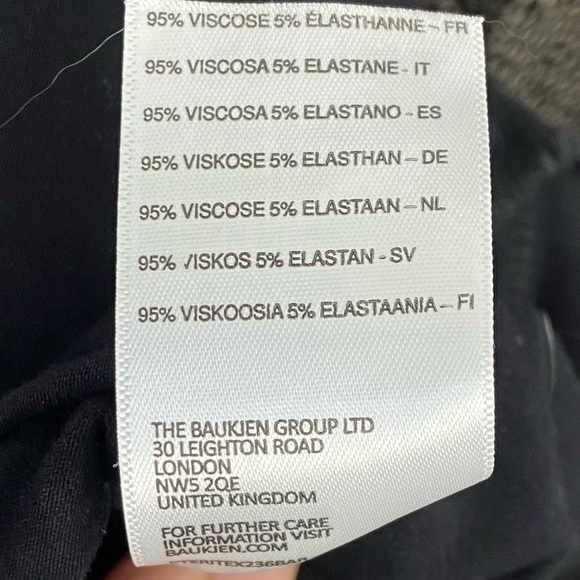 95% VISCOSE 5% ÉLASTHANNE – FR
95% VISCOSA 5% ELASTANE - IT
95% VISCOSA 5% ELASTANO - ES
95% VISKOSE 5% ELASTHAN – DE
95% VISCOSE 5% ELASTAAN – NL
95% VISKOS 5% ELASTAN - SV
95% VISKOOSIA 5% ELASTAANIA – FI
THE BAUKJEN GROUP LTD
30 LEIGHTON ROAD
LONDON
NW5 2QE
UNITED KINGDOM
FOR FURTHER CARE
INFORMATION VISIT
BAUKJEN.COM